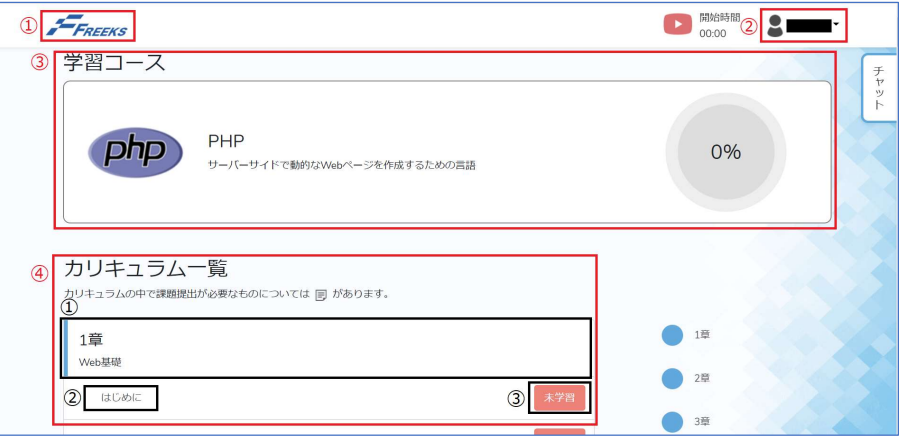 ①
FREEKS
開始時間
00:00
②
③
学習コース
チャット
php
PHP
サーバーサイドで動的なWebページを作成するための言語
0%
④
カリキュラム一覧
カリキュラムの中で課題提出が必要なものについては があります。
①
1章
Web基礎
②
はじめに
③
未学習
1章
2章
3章